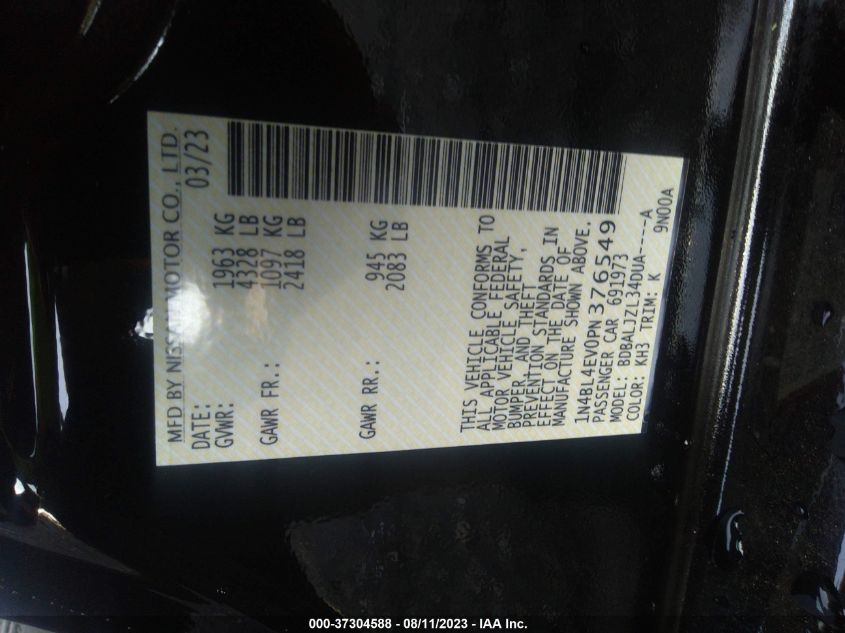 MFD BY NISSAN MOTOR CO., LTD.
DATE: 03/23
GVWR: 1963 KG
4328 LB
GAWR FR.: 1097 KG
2418 LB
GAWR RR.: 945 KG
2083 LB
THIS VEHICLE CONFORMS TO
ALL APPLICABLE FEDERAL
MOTOR VEHICLE SAFETY,
BUMPER, AND THEFT
PREVENTION STANDARDS IN
EFFECT ON THE DATE OF
MANUFACTURE SHOWN ABOVE.
1N4BL4EV0PN376549
PASSENGER CAR 691973
MODEL: BDBALJZL34DUA-----A
COLOR: KH3 TRIM: K 9N00A
000-37304588 - 08/11/2023 - IAA Inc.